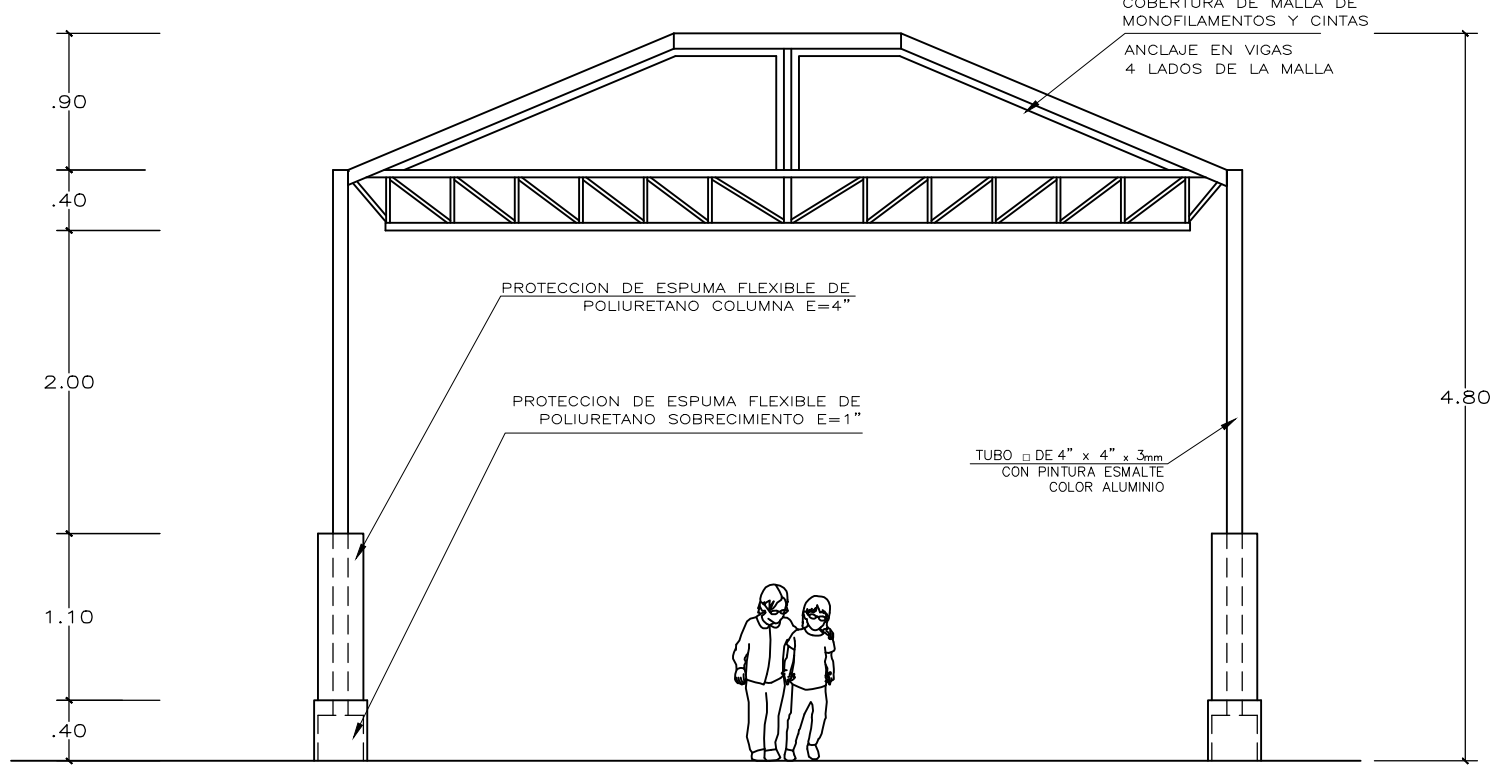 COBERTURA DE MALLA DE
MONOFILAMENTOS Y CINTAS
ANCLAJE EN VIGAS
4 LADOS DE LA MALLA
.90
.40
PROTECCION DE ESPUMA FLEXIBLE DE
POLIURETANO COLUMNA E=4”
2.00
4.80
PROTECCION DE ESPUMA FLEXIBLE DE
POLIURETANO SOBRECIMIENTO E=1”
TUBO □ DE 4” x 4” x 3mm
CON PINTURA ESMALTE
COLOR ALUMINIO
1.10
.40